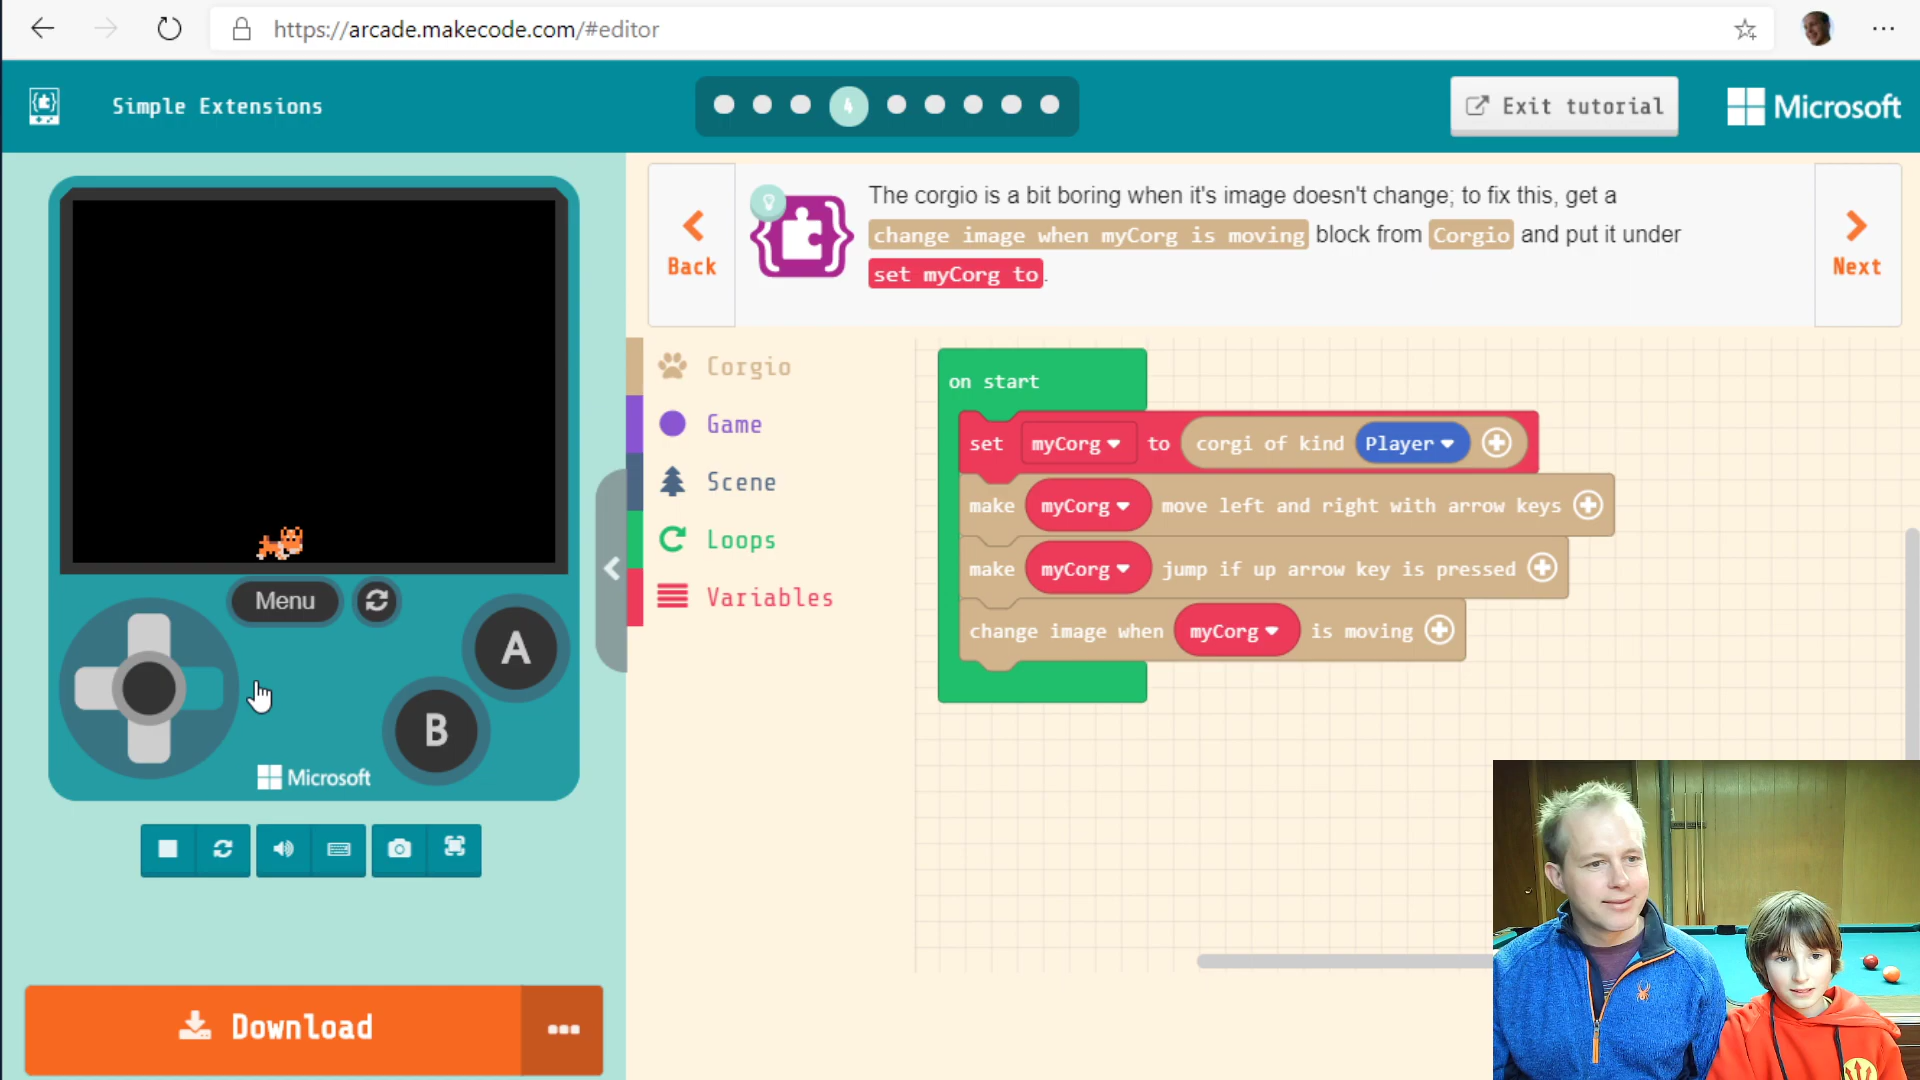 https://arcade.makecode.com/#editor
Simple Extensions
4
Exit tutorial
Microsoft
Back
The corgio is a bit boring when it's image doesn't change; to fix this, get a
change image when myCorg is moving block from Corgio and put it under
set myCorg to.
Next
Corgio
Game
Scene
Loops
Variables
on start
set myCorg to corgi of kind Player
make myCorg move left and right with arrow keys
make myCorg jump if up arrow key is pressed
change image when myCorg is moving
Menu
A
B
Microsoft
Download